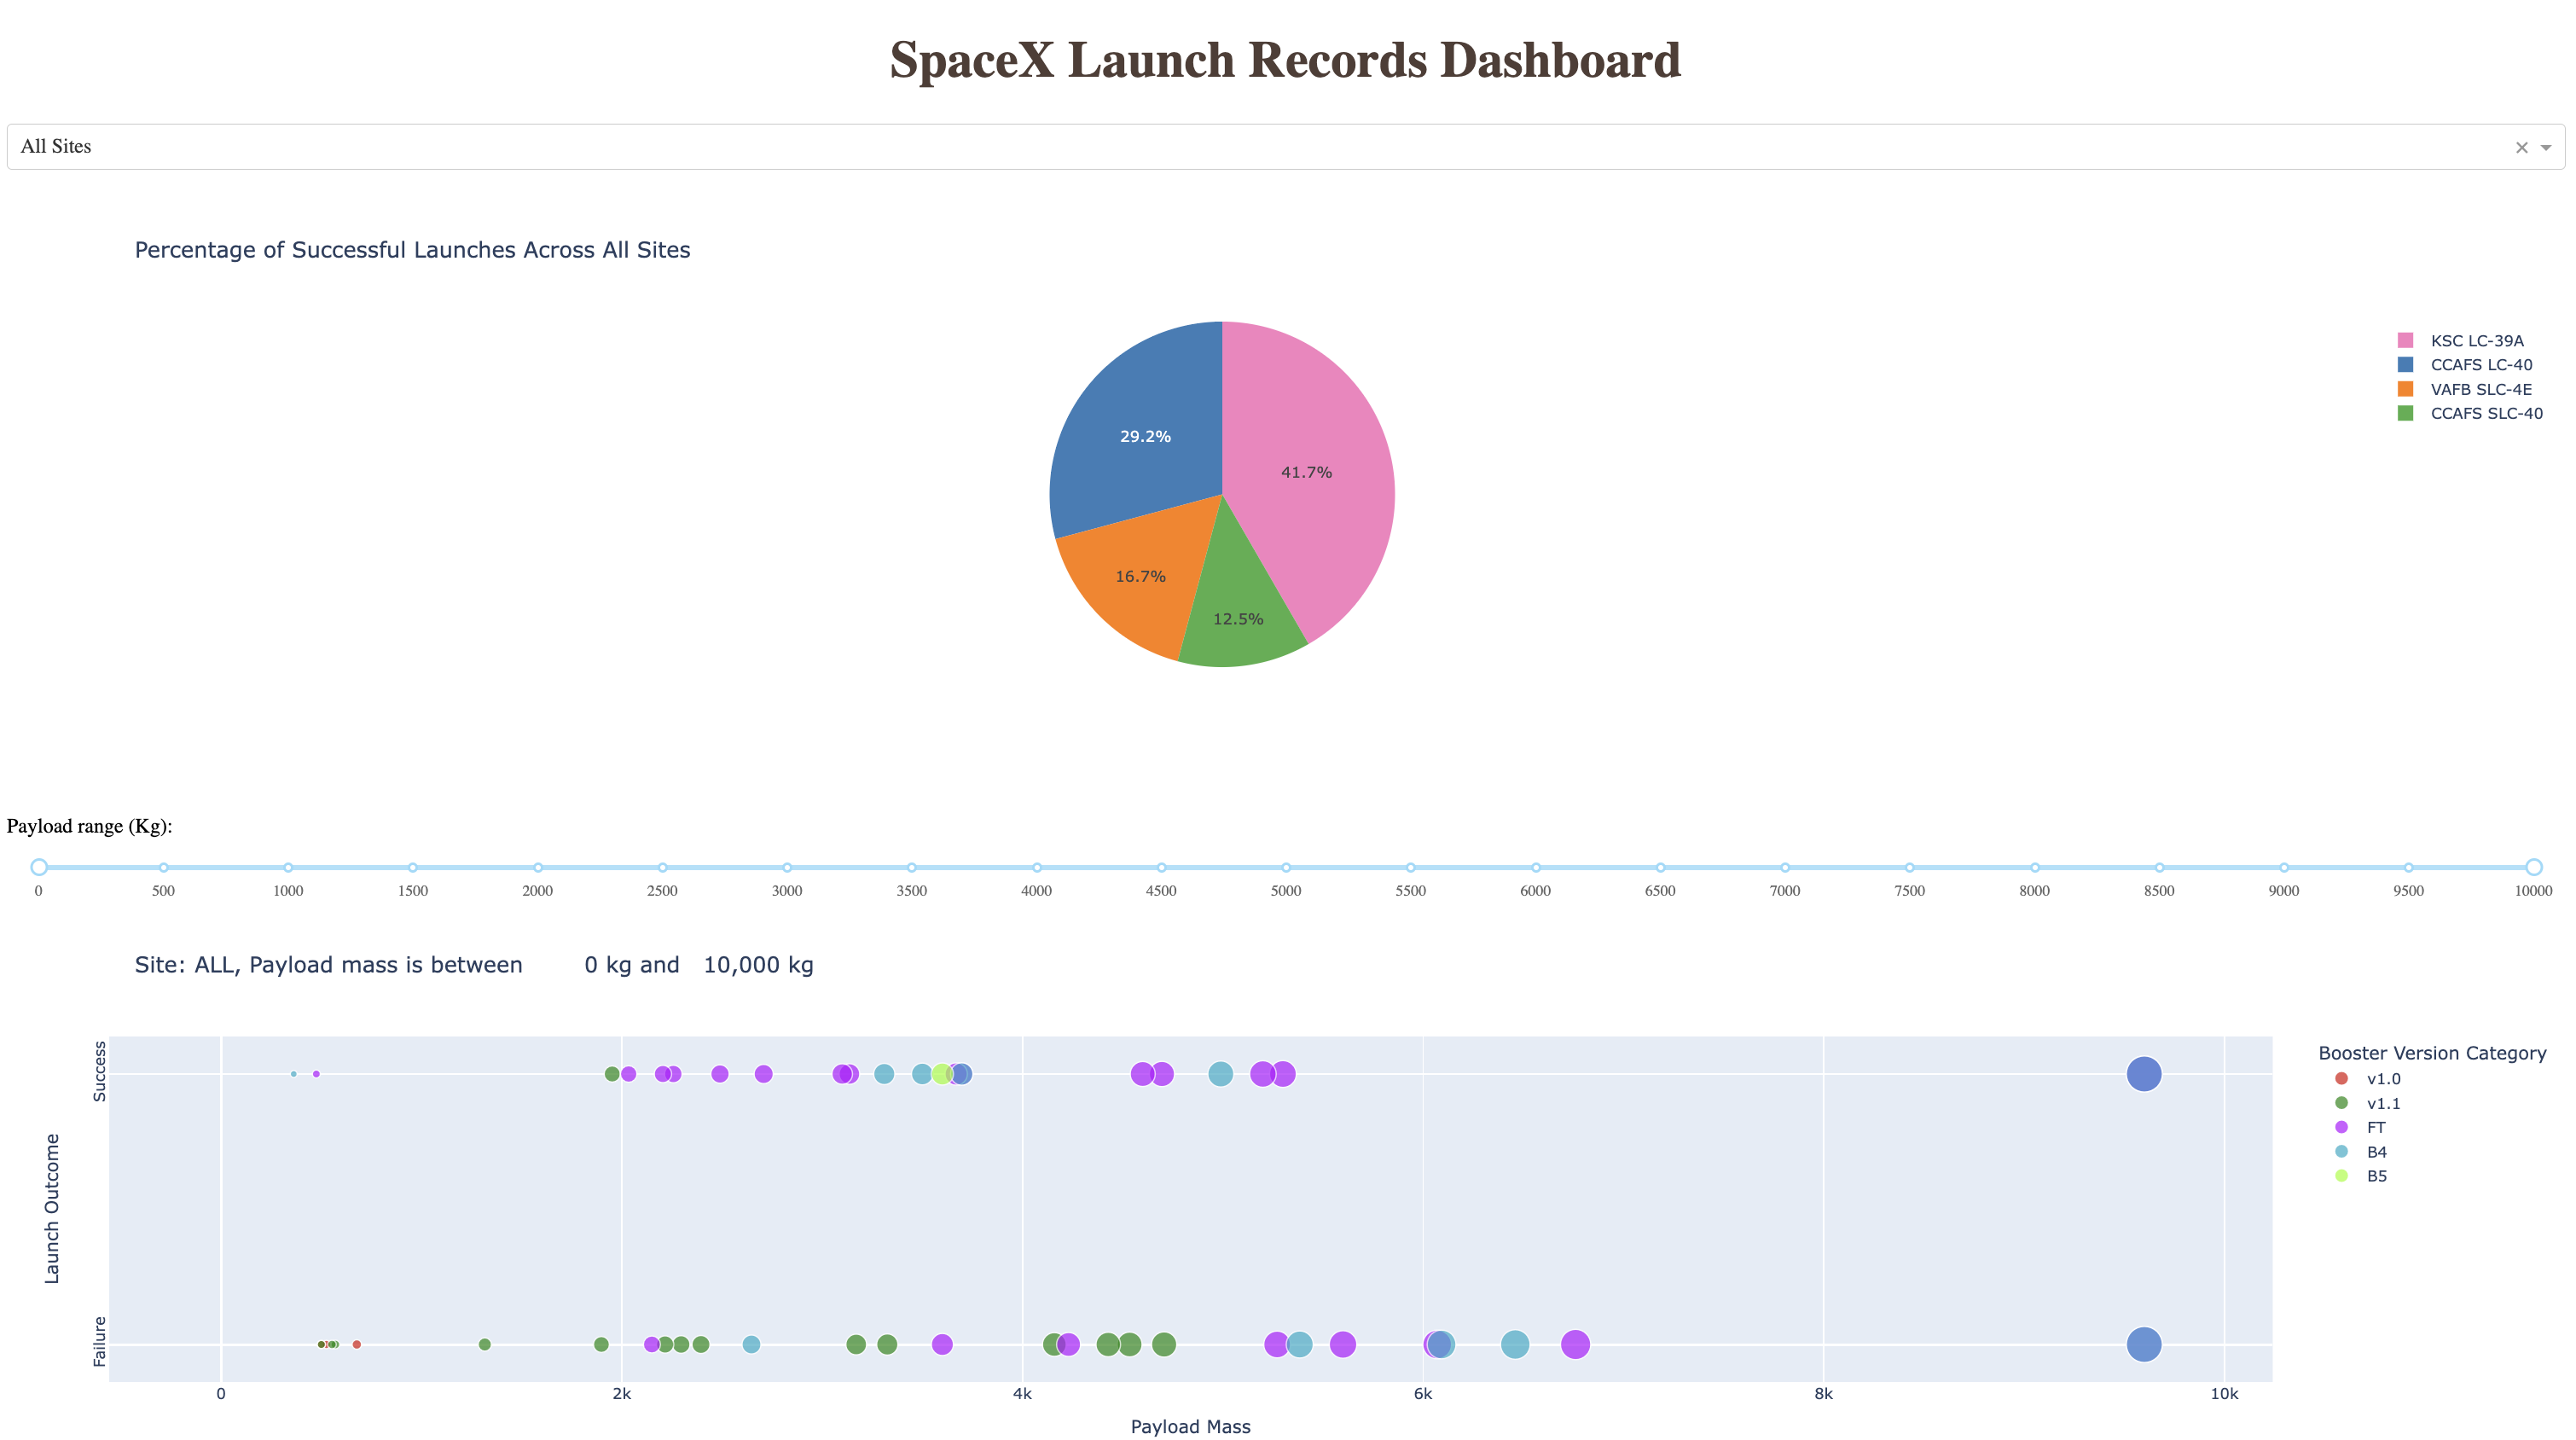 SpaceX Launch Records Dashboard
All Sites
Percentage of Successful Launches Across All Sites
KSC LC-39A
CCAFS LC-40
VAFB SLC-4E
CCAFS SLC-40
29.2%
41.7%
16.7%
12.5%
Payload range (Kg):
0 500 1000 1500 2000 2500 3000 3500 4000 4500 5000 5500 6000 6500 7000 7500 8000 8500 9000 9500 10000
Site: ALL, Payload mass is between 0 kg and 10,000 kg
Launch Outcome
Success
Failure
0 2k 4k 6k 8k 10k
Payload Mass
Booster Version Category
v1.0
v1.1
FT
B4
B5